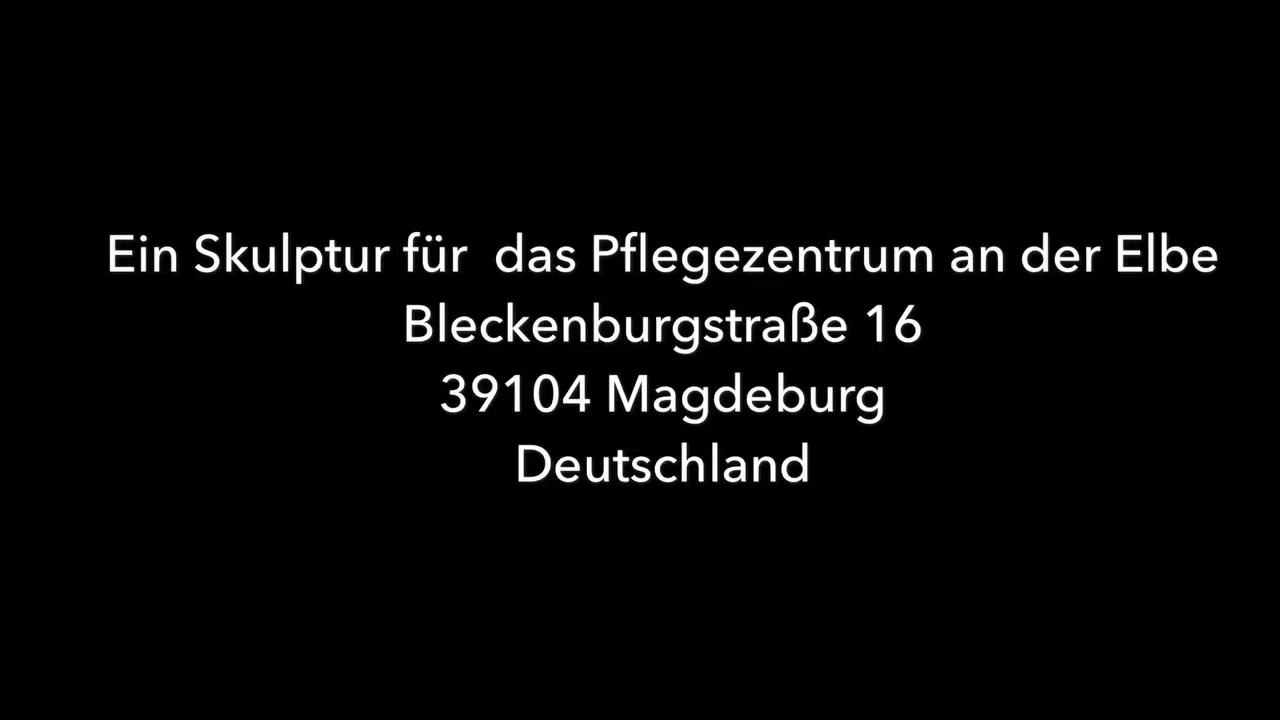 Ein Skulptur für  das Pflegezentrum an der Elbe
Bleckenburgstraße 16
39104 Magdeburg
Deutschland